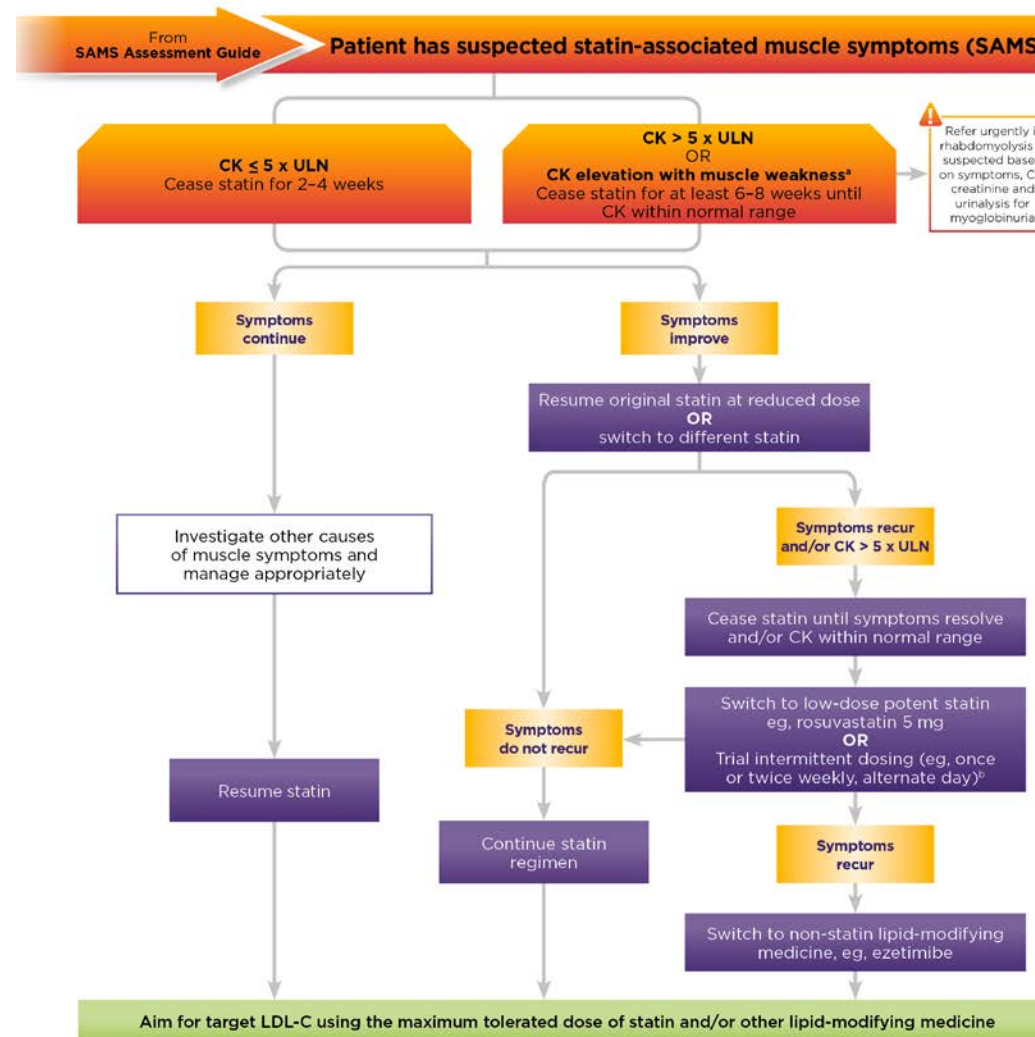 From
SAMS Assessment Guide
Patient has suspected statin-associated muscle symptoms (SAMS
CK ≤ 5 x ULN
Cease statin for 2–4 weeks
CK > 5 x ULN
OR
CK elevation with muscle weaknessᵃ
Cease statin for at least 6–8 weeks until
CK within normal range
Refer urgently i
rhabdomyolysis
suspected base
on symptoms, C
creatinine and
urinalysis for
myoglobinuria
Symptoms
continue
Symptoms
improve
Resume original statin at reduced dose
OR
switch to different statin
Investigate other causes
of muscle symptoms and
manage appropriately
Symptoms recur
and/or CK > 5 x ULN
Cease statin until symptoms resolve
and/or CK within normal range
Switch to low-dose potent statin
eg, rosuvastatin 5 mg
OR
Trial intermittent dosing (eg, once
or twice weekly, alternate day)ᵇ
Symptoms
do not recur
Resume statin
Continue statin
regimen
Symptoms
recur
Switch to non-statin lipid-modifying
medicine, eg, ezetimibe
Aim for target LDL-C using the maximum tolerated dose of statin and/or other lipid-modifying medicine